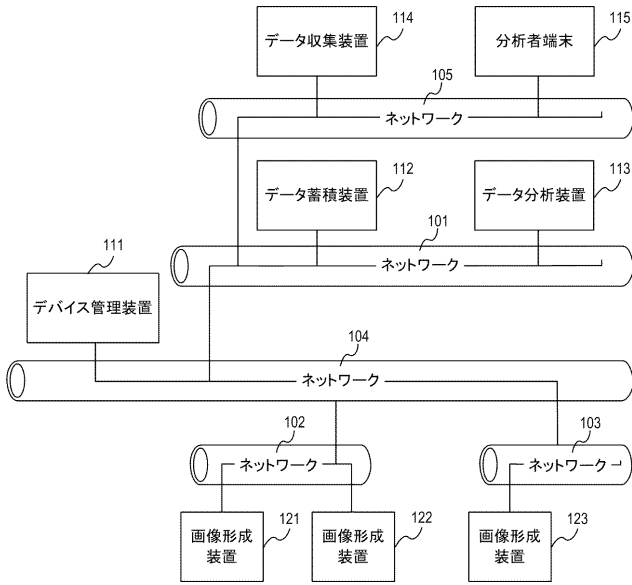 114
データ収集装置
115
分析者端末
105
ネットワーク
112
データ蓄積装置
113
データ分析装置
101
ネットワーク
111
デバイス管理装置
104
ネットワーク
102
ネットワーク
103
ネットワーク
画像形成
装置
121
画像形成
装置
122
画像形成
装置
123